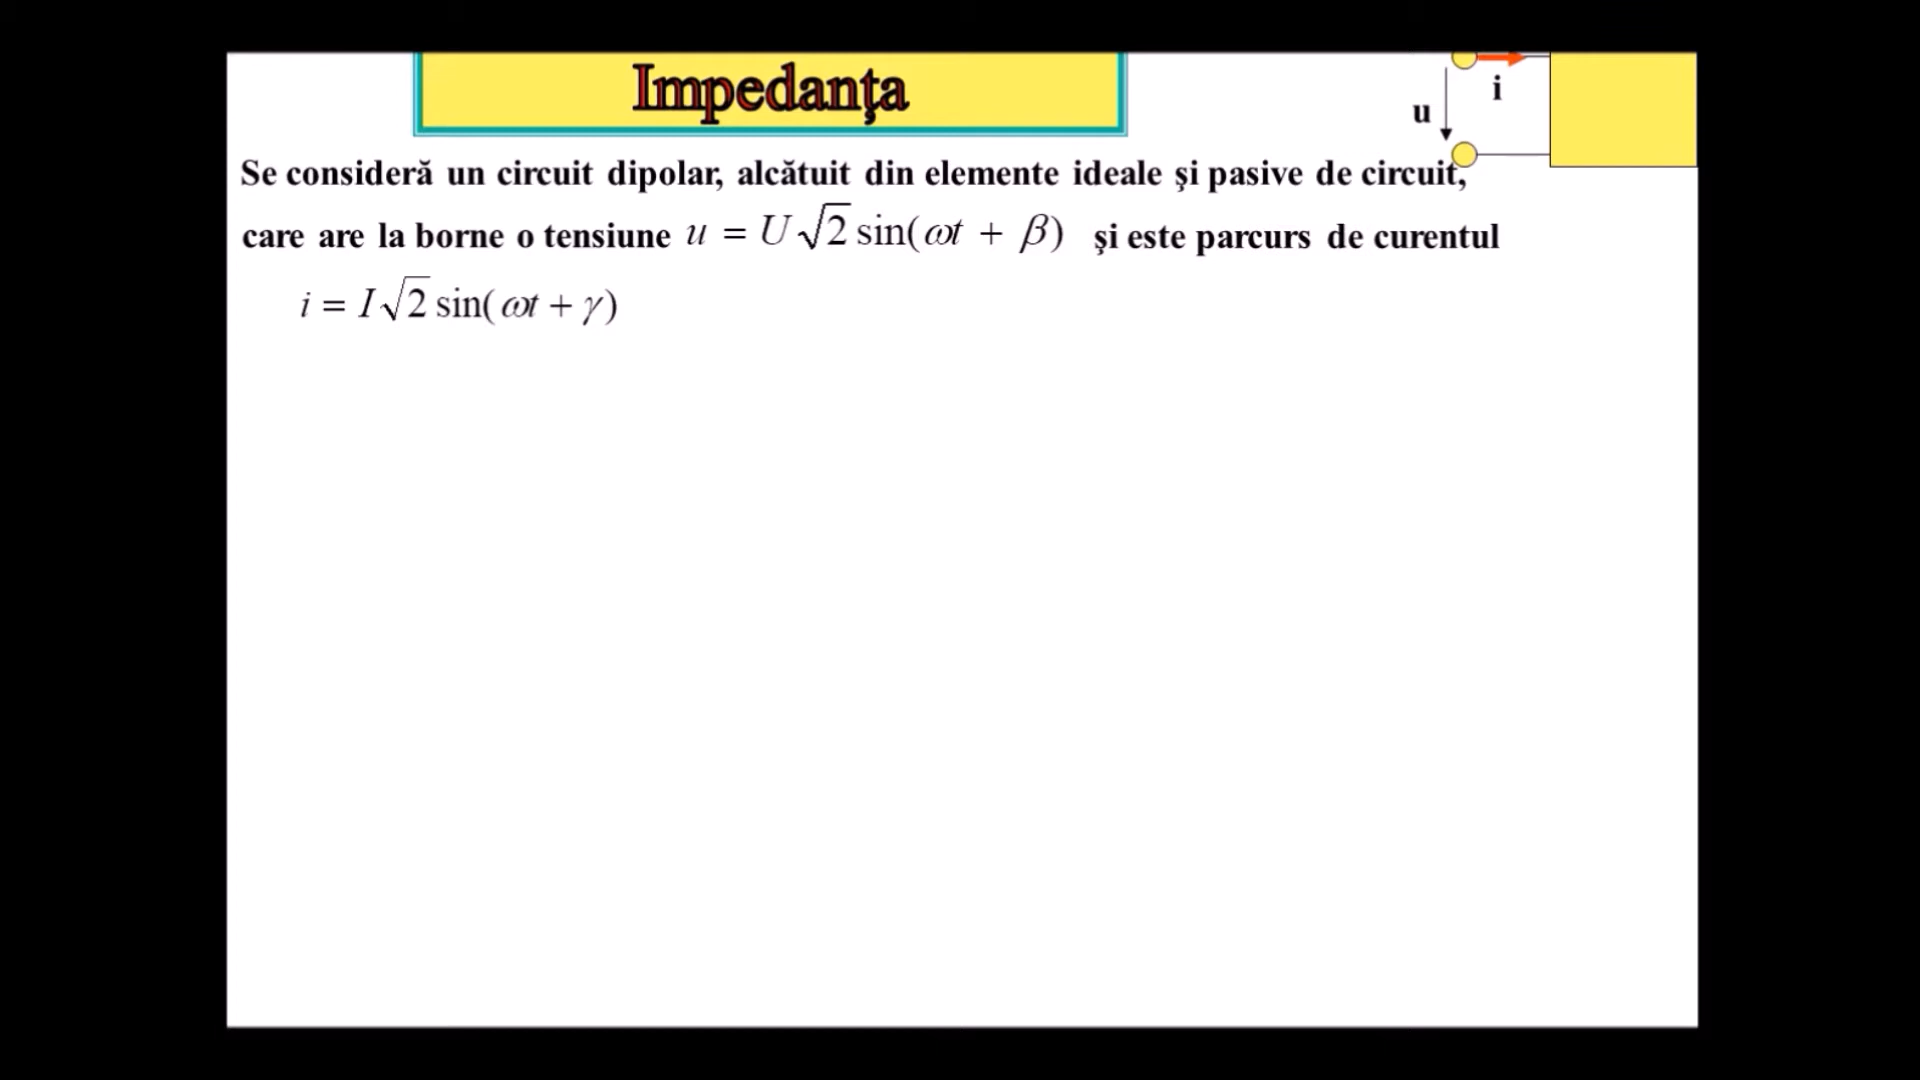 Impedanţa
i
u
Se consideră un circuit dipolar, alcătuit din elemente ideale şi pasive de circuit,
care are la borne o tensiune u = U√2 sin(ωt + β) şi este parcurs de curentul
i = I√2 sin(ωt + γ)